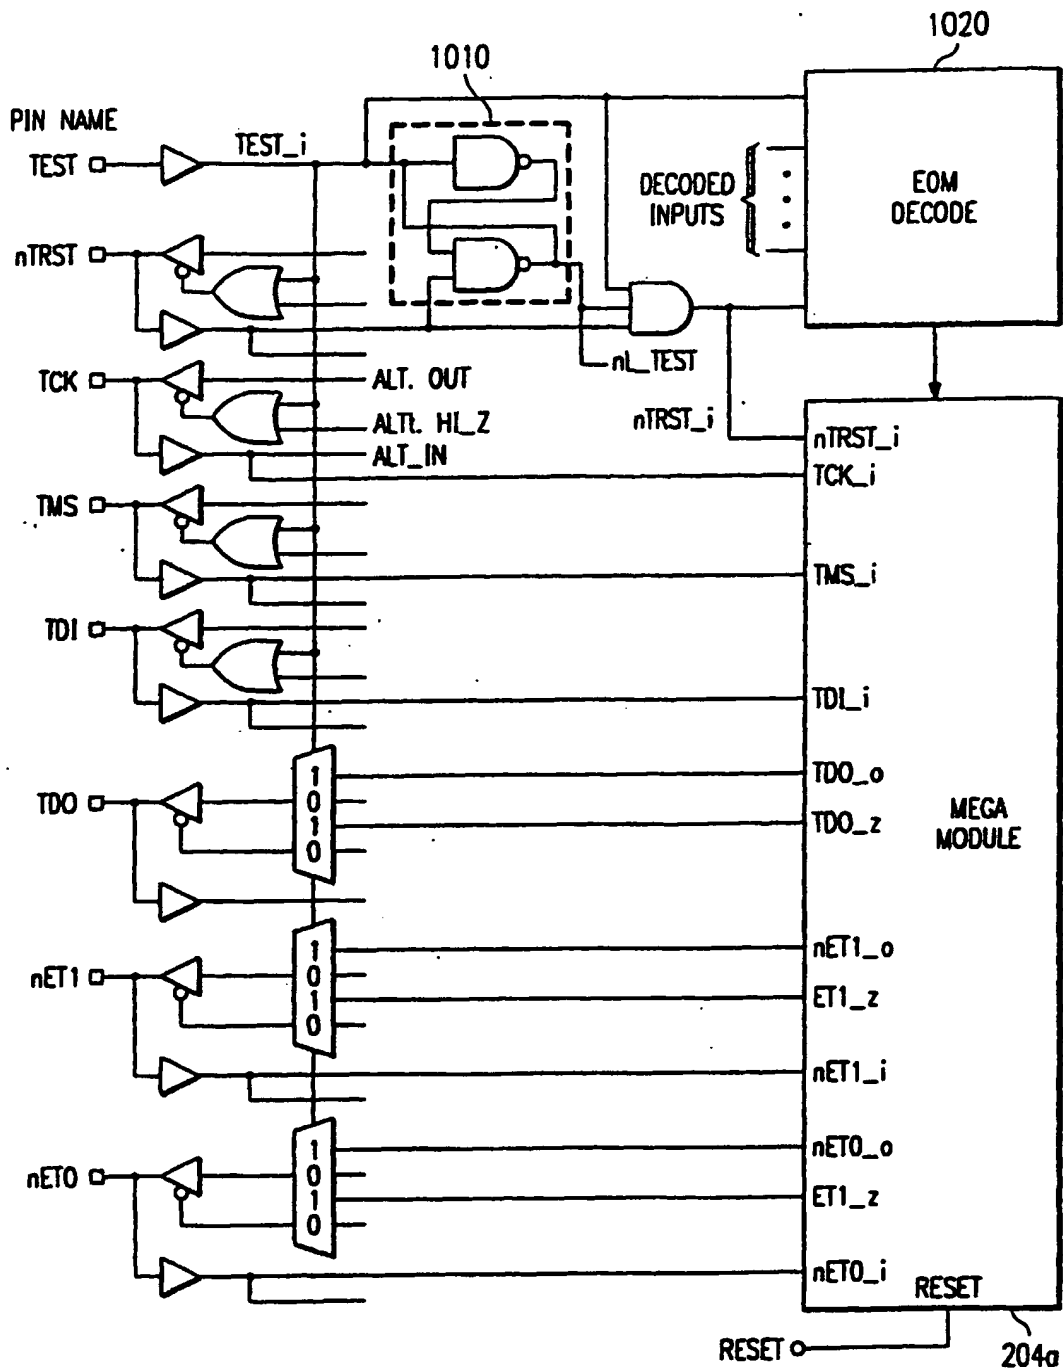 1020
1010
PIN NAME
TEST
TEST_i
DECODED
INPUTS
EOM
DECODE
nTRST
nL_TEST
TCK
ALT. OUT
ALTt. HI_Z
ALT_IN
nTRST_i
nTRST_i
TCK_i
TMS
TMS_i
TDI
TDI_i
TDO
1
0
1
0
TDO_o
TDO_z
MEGA
MODULE
nET1
1
0
1
0
nET1_o
ET1_z
nET1_i
nET0
1
0
1
0
nET0_o
ET1_z
nET0_i
RESET
RESET
204a